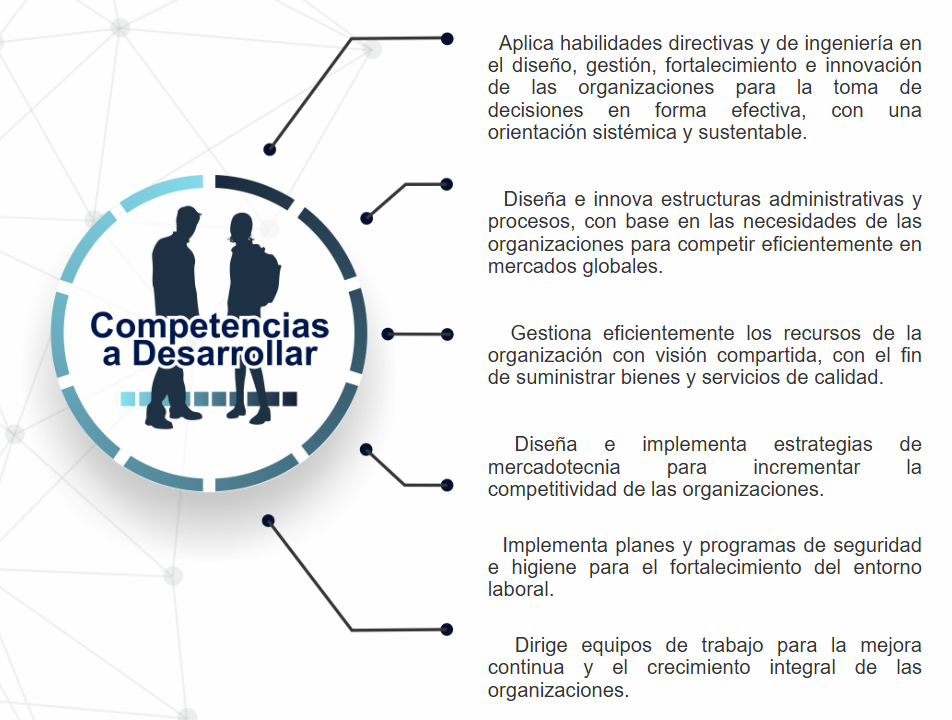 Competencias
a Desarrollar
Aplica habilidades directivas y de ingeniería en
el diseño, gestión, fortalecimiento e innovación
de las organizaciones para la toma de
decisiones en forma efectiva, con una
orientación sistémica y sustentable.
Diseña e innova estructuras administrativas y
procesos, con base en las necesidades de las
organizaciones para competir eficientemente en
mercados globales.
Gestiona eficientemente los recursos de la
organización con visión compartida, con el fin
de suministrar bienes y servicios de calidad.
Diseña e implementa estrategias de
mercadotecnia para incrementar la
competitividad de las organizaciones.
Implementa planes y programas de seguridad
e higiene para el fortalecimiento del entorno
laboral.
Dirige equipos de trabajo para la mejora
continua y el crecimiento integral de las
organizaciones.